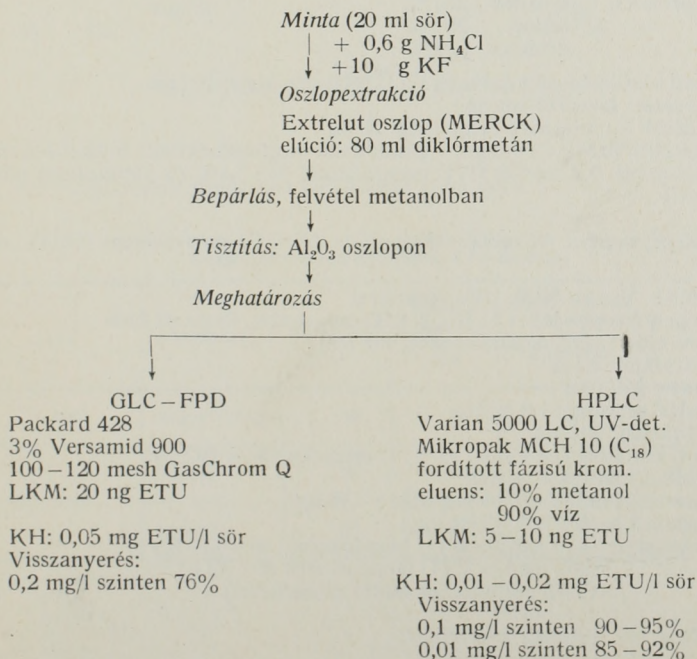 Minta (20 ml sör)
+ 0,6 g NH₄Cl
+10 g KF
Oszlopextrakció
Extrelut oszlop (MERCK)
elúció: 80 ml diklórmetán
Bepárlás, felvétel metanolban
Tisztítás: Al₂O₃ oszlopon
Meghatározás
GLC–FPD
Packard 428
3% Versamid 900
100–120 mesh GasChrom Q
LKM: 20 ng ETU
KH: 0,05 mg ETU/l sör
Visszanyerés:
0,2 mg/l szinten 76%
HPLC
Varian 5000 LC, UV-det.
Mikropak MCH 10 (C₁₈)
fordított fázisú krom.
eluens: 10% metanol
90% víz
LKM: 5–10 ng ETU
KH: 0,01–0,02 mg ETU/l sör
Visszanyerés:
0,1 mg/l szinten 90–95%
0,01 mg/l szinten 85–92%